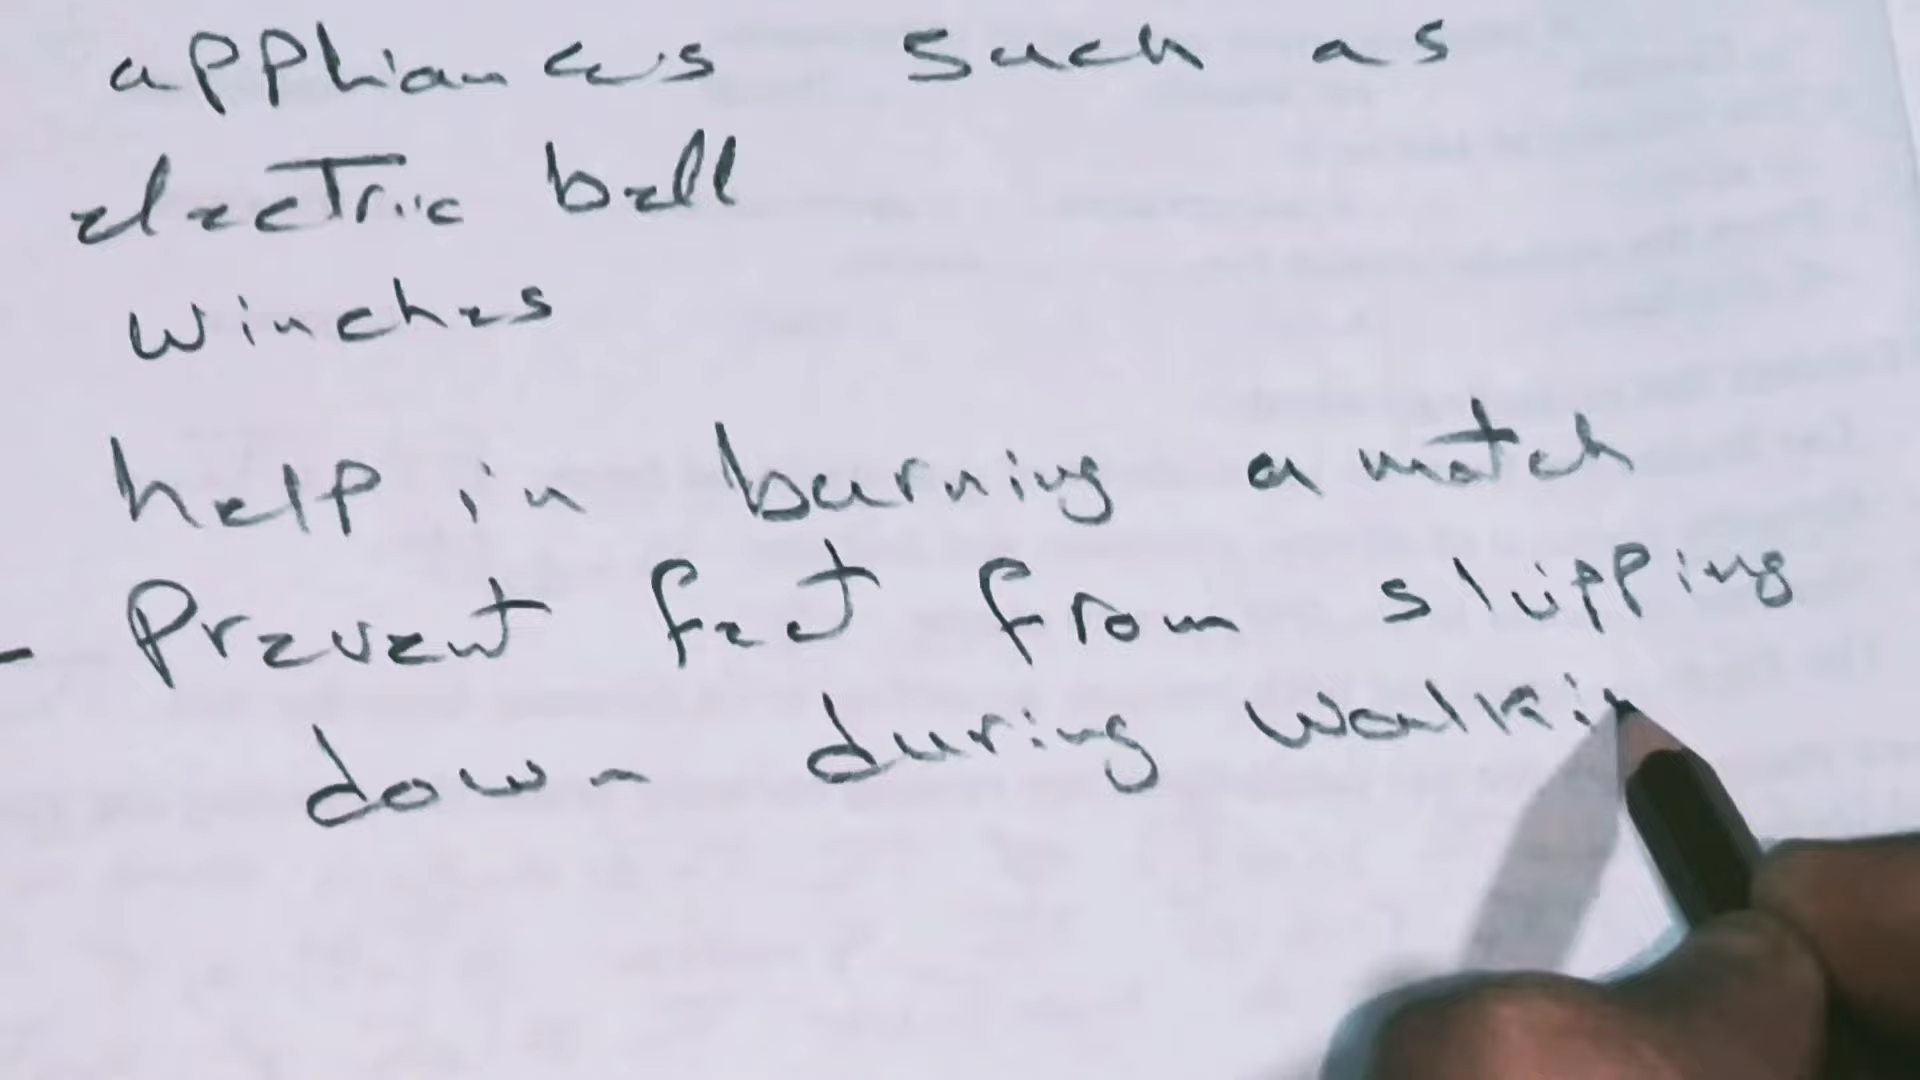 appliances such as
electric bell
winches
help in burning a match
- Prevent feet from slipping
down during walkin